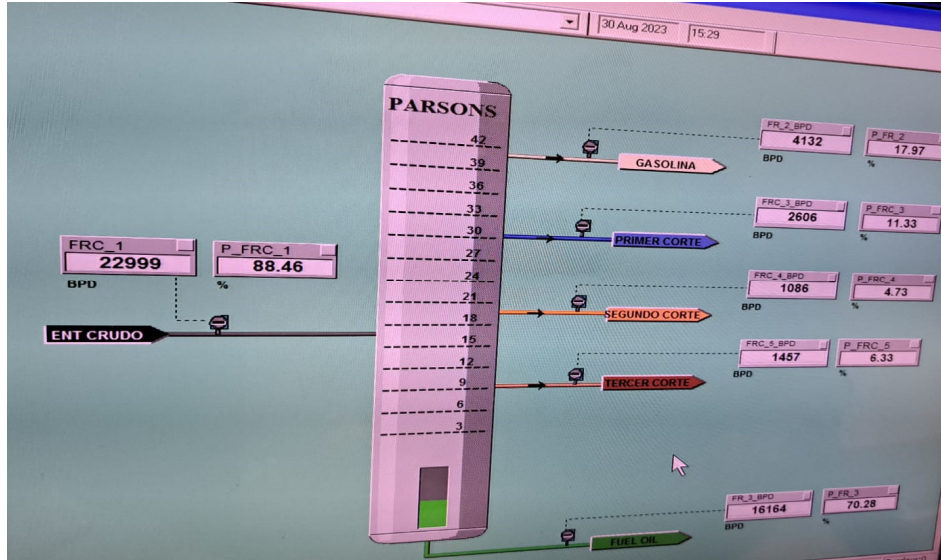 30 Aug 2023
15:29
PARSONS
42
39
36
33
30
27
24
21
18
15
12
9
6
3
FRC_1
22999
BPD
P_FRC_1
88.46
%
ENT CRUDO
FR_2_BPD
4132
BPD
P_FR_2
17.97
%
GASOLINA
FRC_3_BPD
2606
BPD
P_FRC_3
11.33
%
PRIMER CORTE
FRC_4_BPD
1086
BPD
P_FRC_4
4.73
%
SEGUNDO CORTE
FRC_5_BPD
1457
BPD
P_FRC_5
6.33
%
TERCER CORTE
FR_3_BPD
16164
BPD
P_FR_3
70.28
%
FUEL OIL